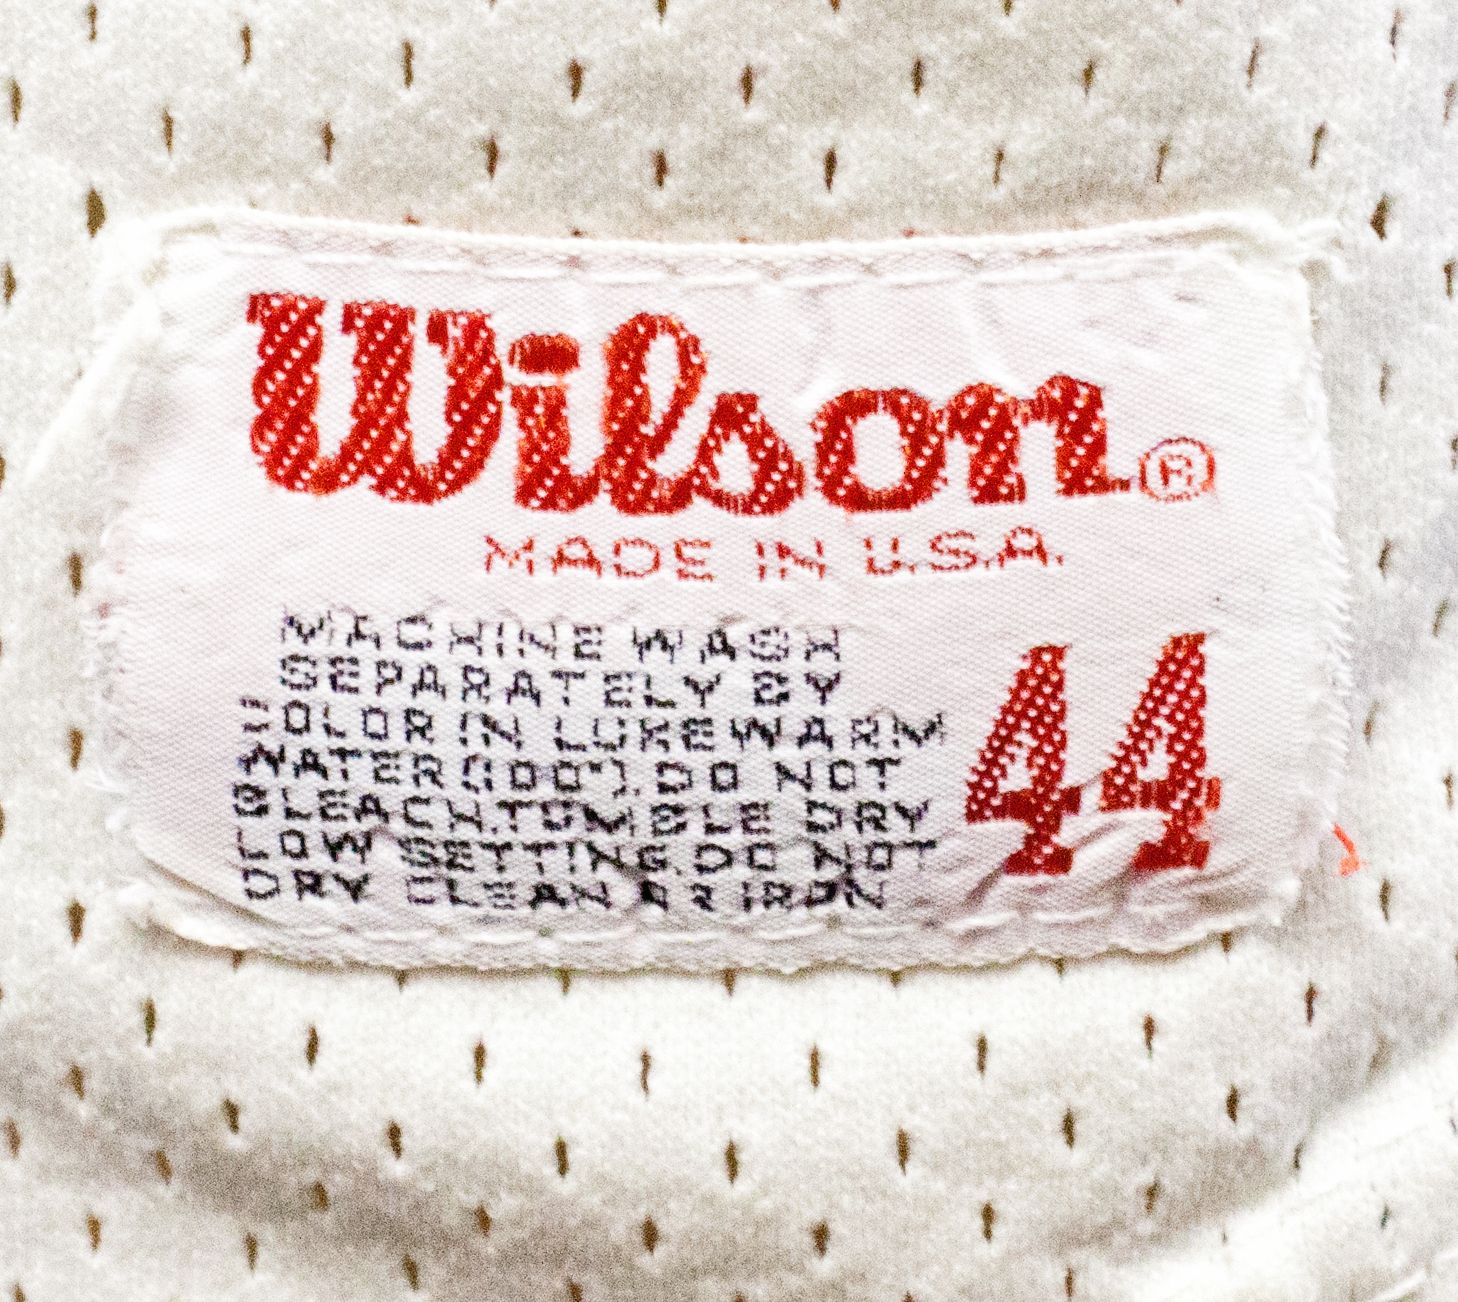 Wilson®
MADE IN U.S.A.
MACHINE WASH
SEPARATELY BY
COLOR IN LUKEWARM
WATER(100°).DO NOT
BLEACH.TUMBLE DRY
LOW SETTING.DO NOT
DRY CLEAN OR IRON
44